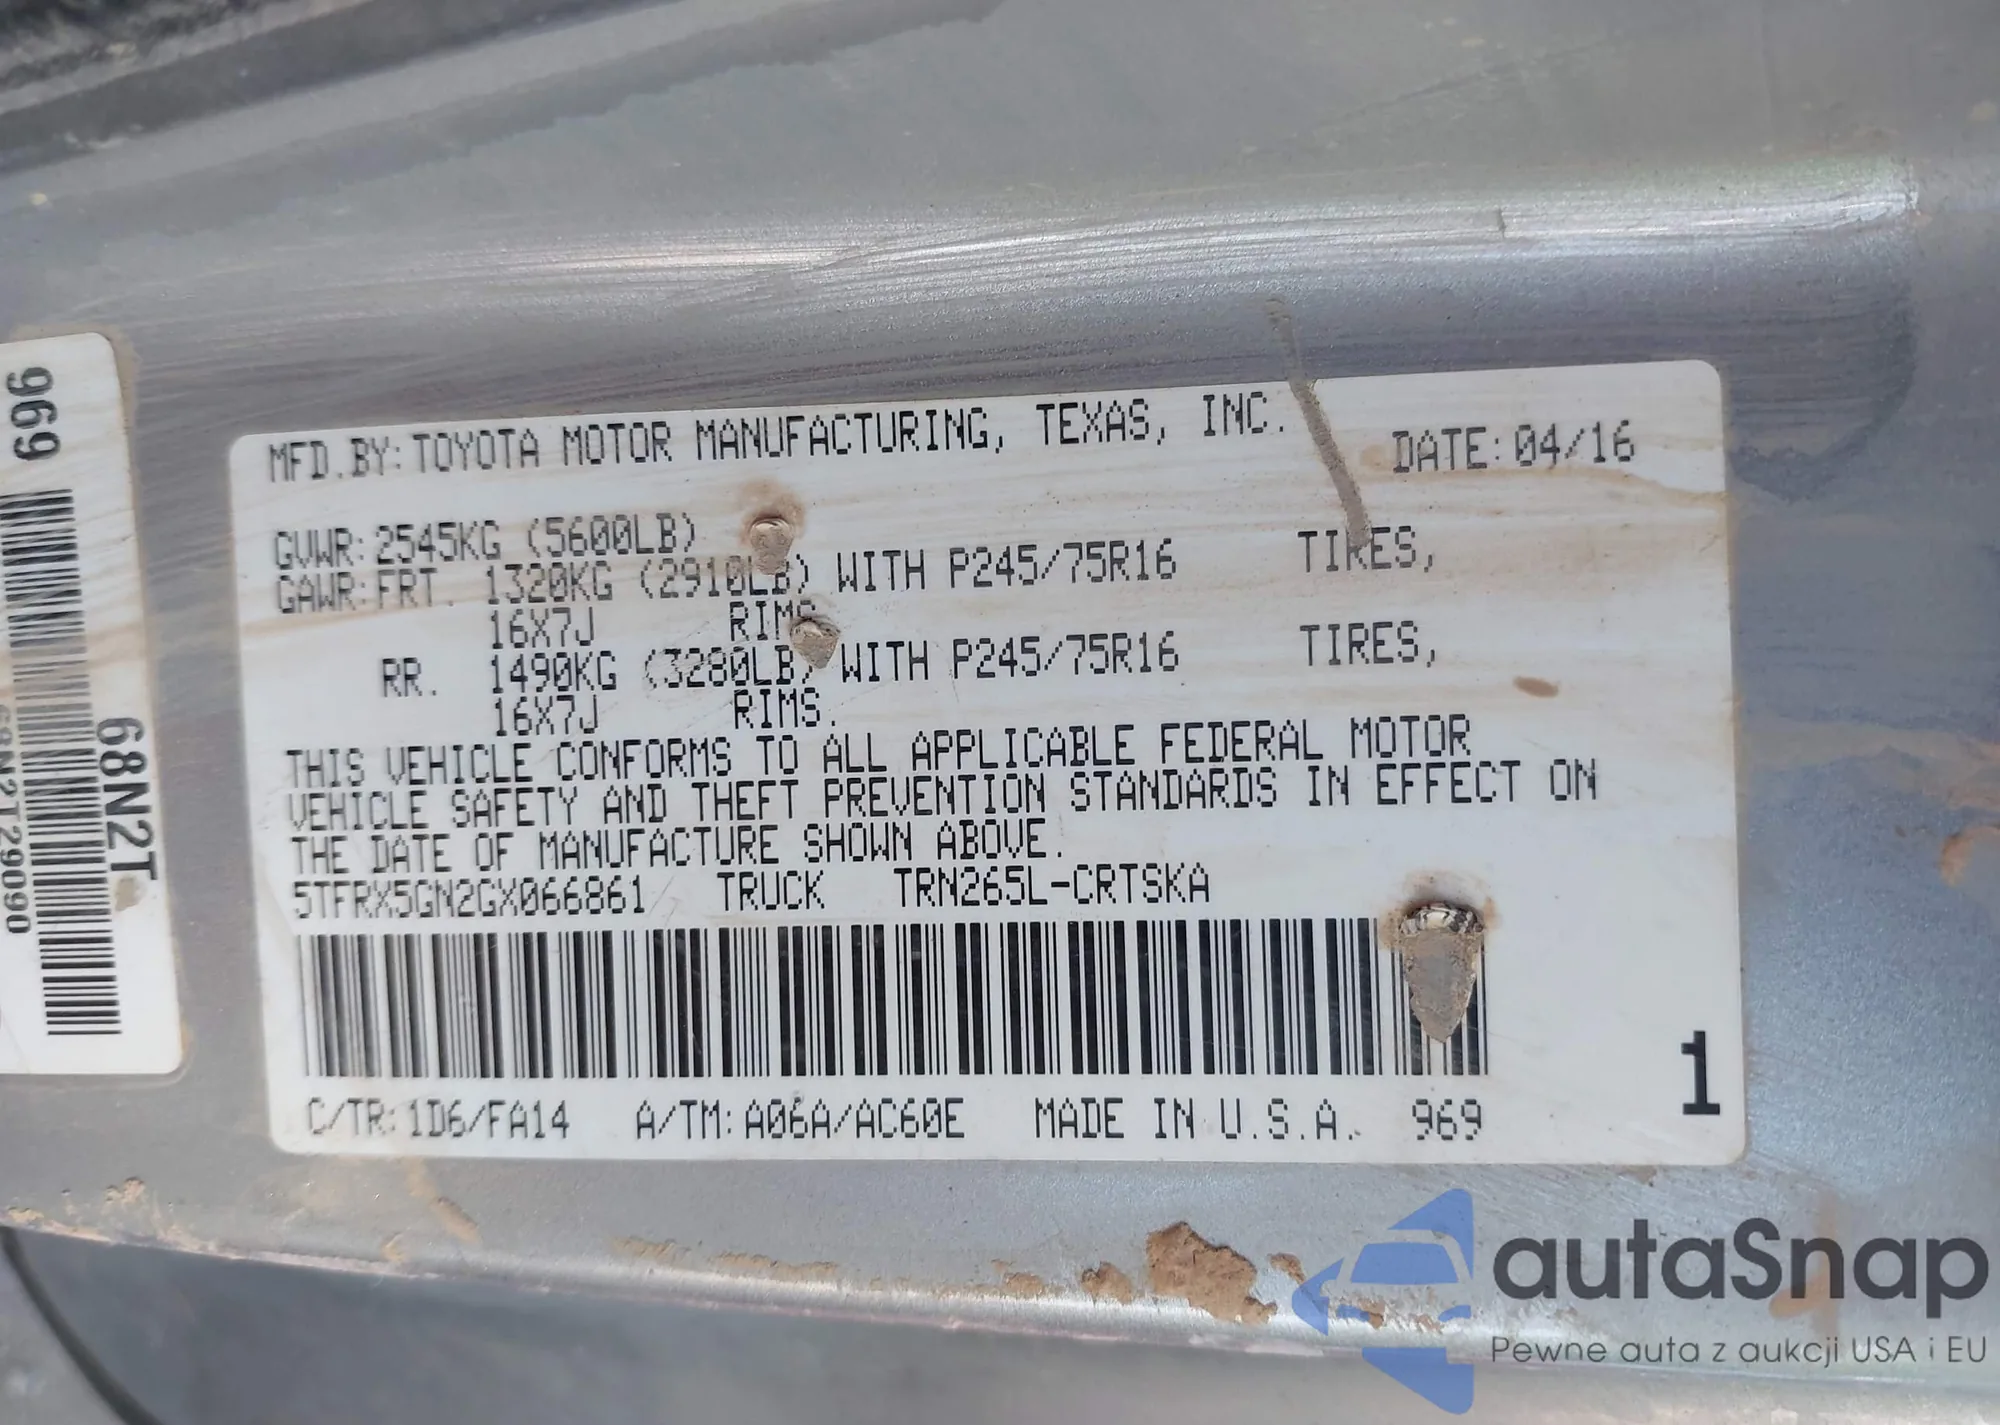 969
68N2T
68N2T29090
MFD.BY:TOYOTA MOTOR MANUFACTURING, TEXAS, INC. DATE:04/16
GVWR:2545KG (5600LB)
GAWR:FRT. 1320KG (2910LB) WITH P245/75R16 TIRES,
16X7J RIMS
RR. 1490KG (3280LB) WITH P245/75R16 TIRES,
16X7J RIMS.
THIS VEHICLE CONFORMS TO ALL APPLICABLE FEDERAL MOTOR
VEHICLE SAFETY AND THEFT PREVENTION STANDARDS IN EFFECT ON
THE DATE OF MANUFACTURE SHOWN ABOVE.
5TFRX5GN2GX066861 TRUCK TRN265L-CRTSKA
C/TR:1D6/FA14 A/TM:A06A/AC60E MADE IN U.S.A. 969
1
autaSnap
Pewne auta z aukcji USA i EU